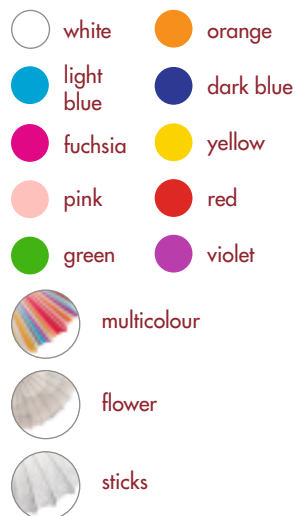 white
orange
light
blue
dark blue
fuchsia
yellow
pink
red
green
violet
multicolour
flower
sticks